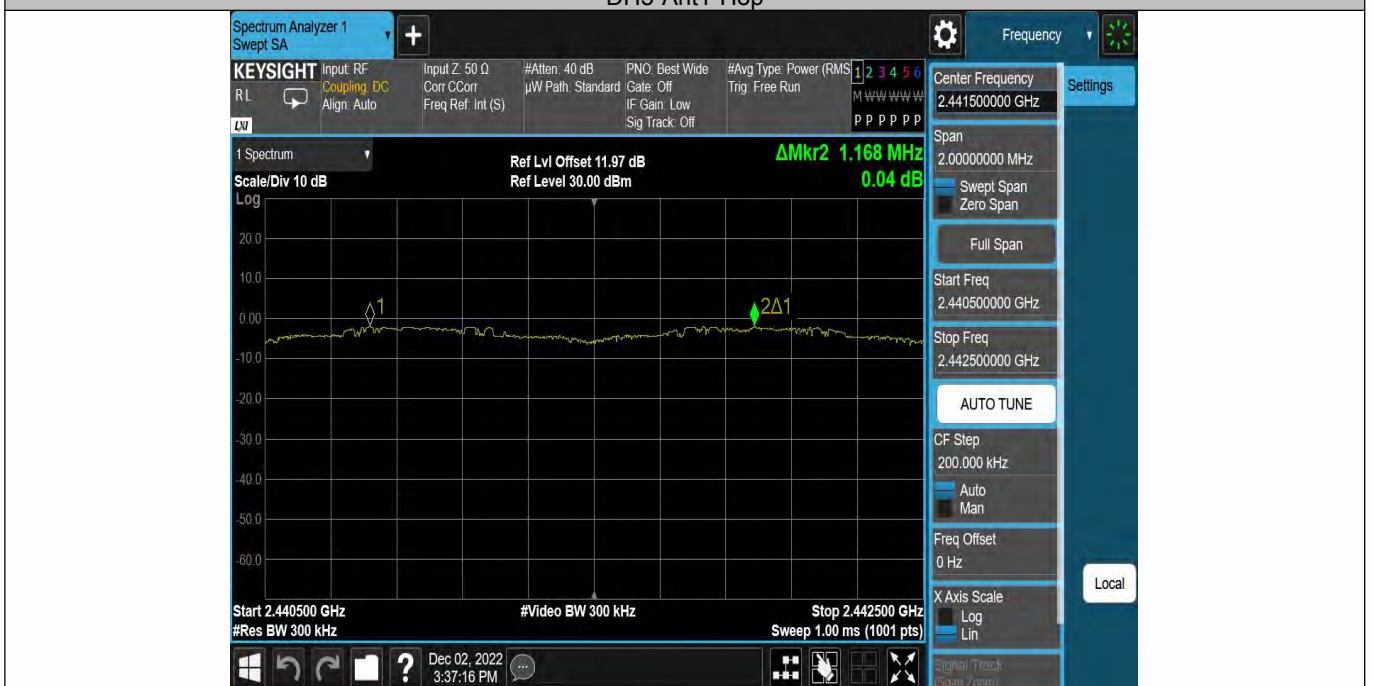 DH5-Ant1-Hop
Spectrum Analyzer 1
Swept SA
Frequency
KEYSIGHT
RL
LXI
Input: RF
Coupling: DC
Align: Auto
Input Z: 50 Ω
Corr CCorr
Freq Ref: Int (S)
#Atten: 40 dB
µW Path: Standard
PNO: Best Wide
Gate: Off
IF Gain: Low
Sig Track: Off
#Avg Type: Power (RMS
Trig: Free Run
1 2 3 4 5 6
M W W W W W
P P P P P P
1 Spectrum
Scale/Div 10 dB
Log
Ref Lvl Offset 11.97 dB
Ref Level 30.00 dBm
ΔMkr2 1.168 MHz
0.04 dB
20.0
10.0
0.00
-10.0
-20.0
-30.0
-40.0
-50.0
-60.0
1
2Δ1
Start 2.440500 GHz
#Res BW 300 kHz
#Video BW 300 kHz
Stop 2.442500 GHz
Sweep 1.00 ms (1001 pts)
Dec 02, 2022
3:37:16 PM
Center Frequency
2.441500000 GHz
Settings
Span
2.00000000 MHz
Swept Span
Zero Span
Full Span
Start Freq
2.440500000 GHz
Stop Freq
2.442500000 GHz
AUTO TUNE
CF Step
200.000 kHz
Auto
Man
Freq Offset
0 Hz
X Axis Scale
Log
Lin
Local
Signal Track
(Span Zoom)